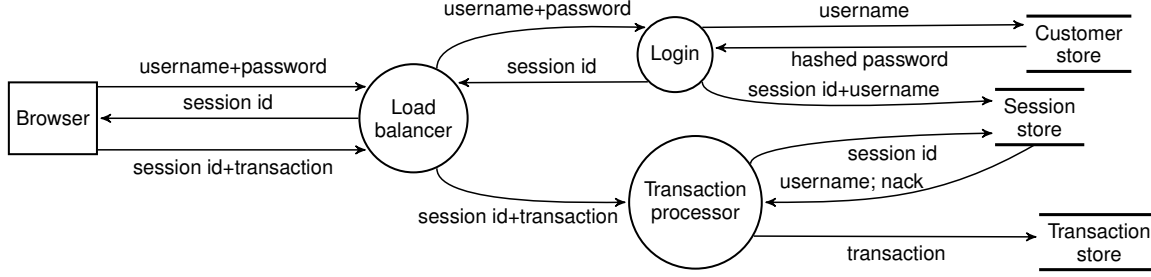 username+password
username
Customer
store
Login
hashed password
username+password
session id
session id+username
session id
Session
store
Browser
Load
balancer
session id+transaction
session id
username; nack
Transaction
processor
session id+transaction
Transaction
store
transaction